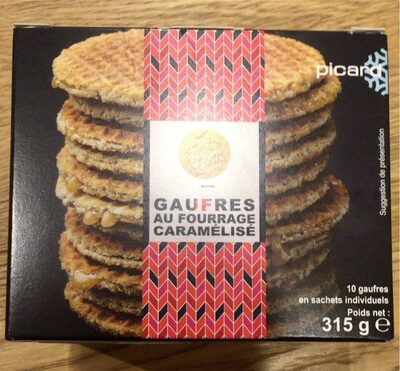 picard
GAUFRES
AU FOURRAGE
CARAMÉLISÉ
Suggestion de présentation
10 gaufres
en sachets individuels
Poids net :
315 g e